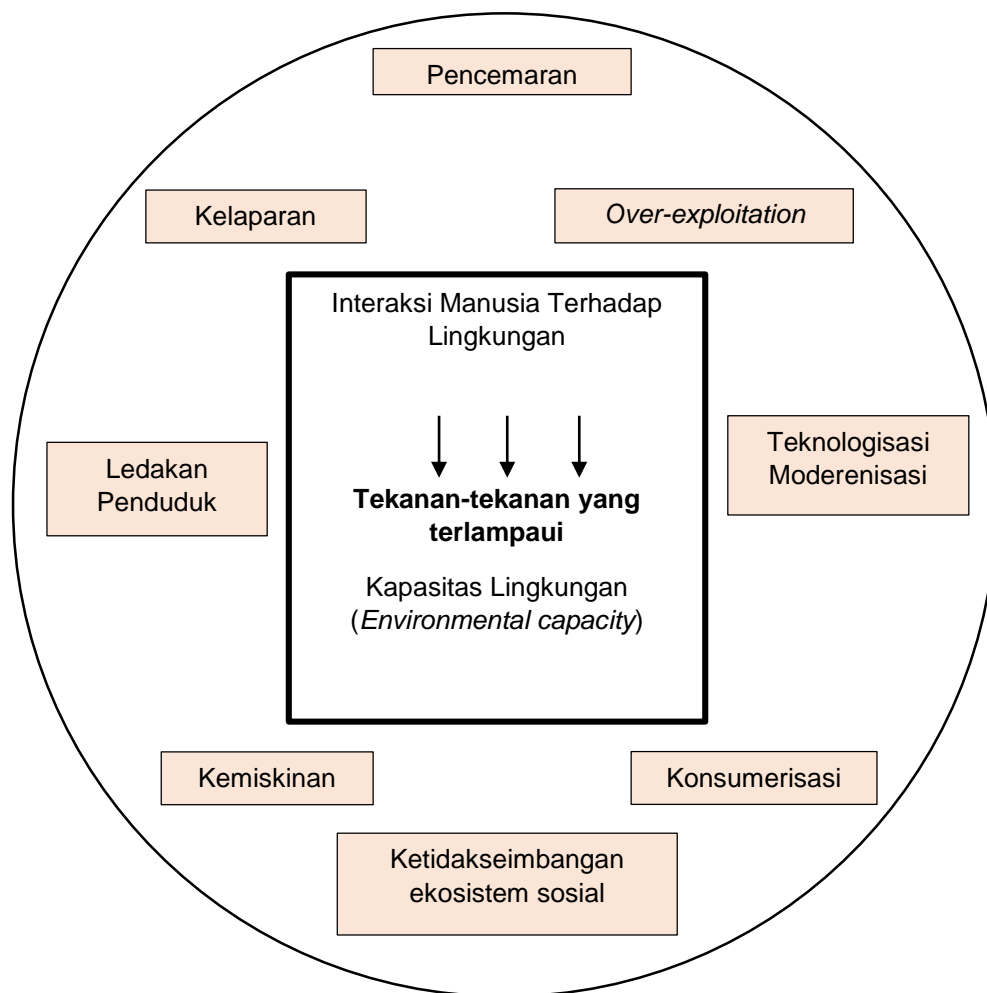 Pencemaran
Kelaparan
Over-exploitation
Interaksi Manusia Terhadap
Lingkungan
Ledakan
Penduduk
Teknologisasi
Moderenisasi
Tekanan-tekanan yang
terlampaui
Kapasitas Lingkungan
(Environmental capacity)
Kemiskinan
Konsumerisasi
Ketidakseimbangan
ekosistem sosial